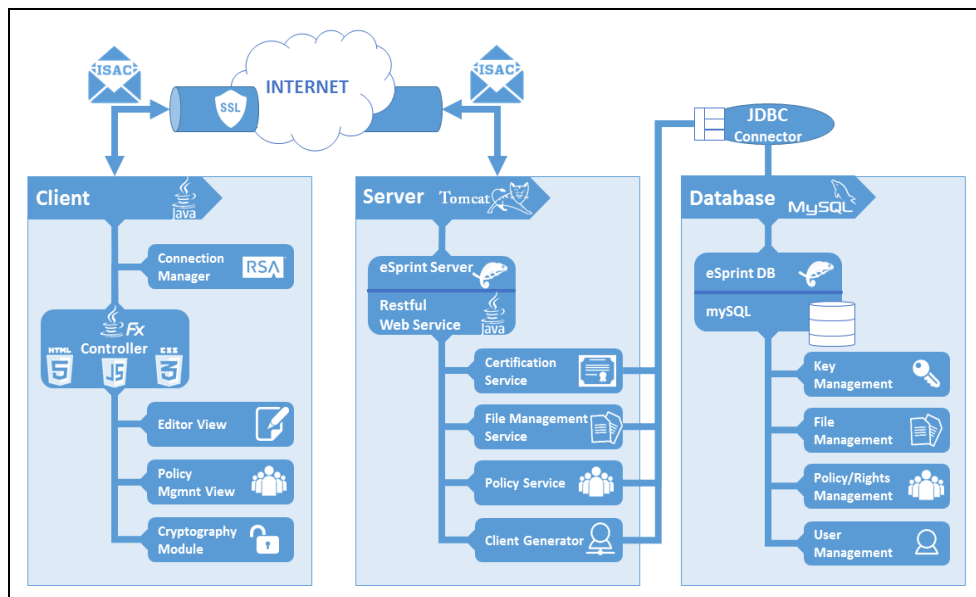 ISAC
ISAC
INTERNET
SSL
JDBC
Connector
Client
Java
Connection
Manager
RSA
Fx
Controller
HTML
5
JS
CSS
3
Editor View
Policy
Mgmnt View
Cryptography
Module
Server
Tomcat
eSprint Server
Restful
Web Service
Java
Certification
Service
File Management
Service
Policy Service
Client Generator
Database
MySQL
eSprint DB
mySQL
Key
Management
File
Management
Policy/Rights
Management
User
Management